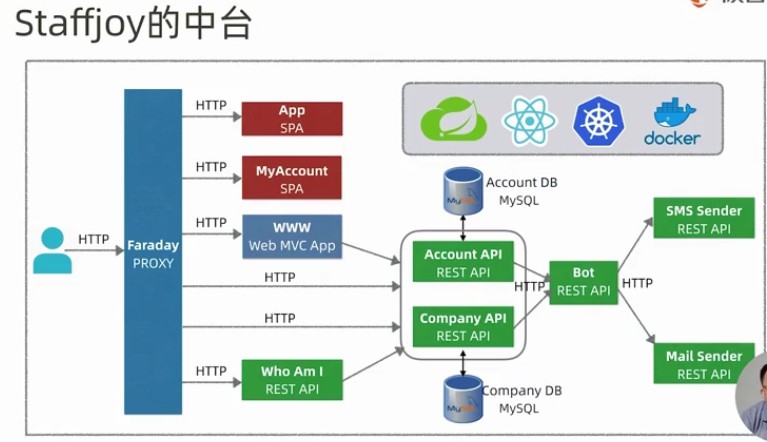 Staffjoy的中台
HTTP
App
SPA
HTTP
MyAccount
SPA
HTTP
WWW
Web MVC App
HTTP
Faraday
PROXY
HTTP
HTTP
HTTP
Who Am I
REST API
docker
Account DB
MySQL
My
Account API
REST API
Company API
REST API
HTTP
Bot
REST API
HTTP
SMS Sender
REST API
Mail Sender
REST API
Company DB
MySQL
My